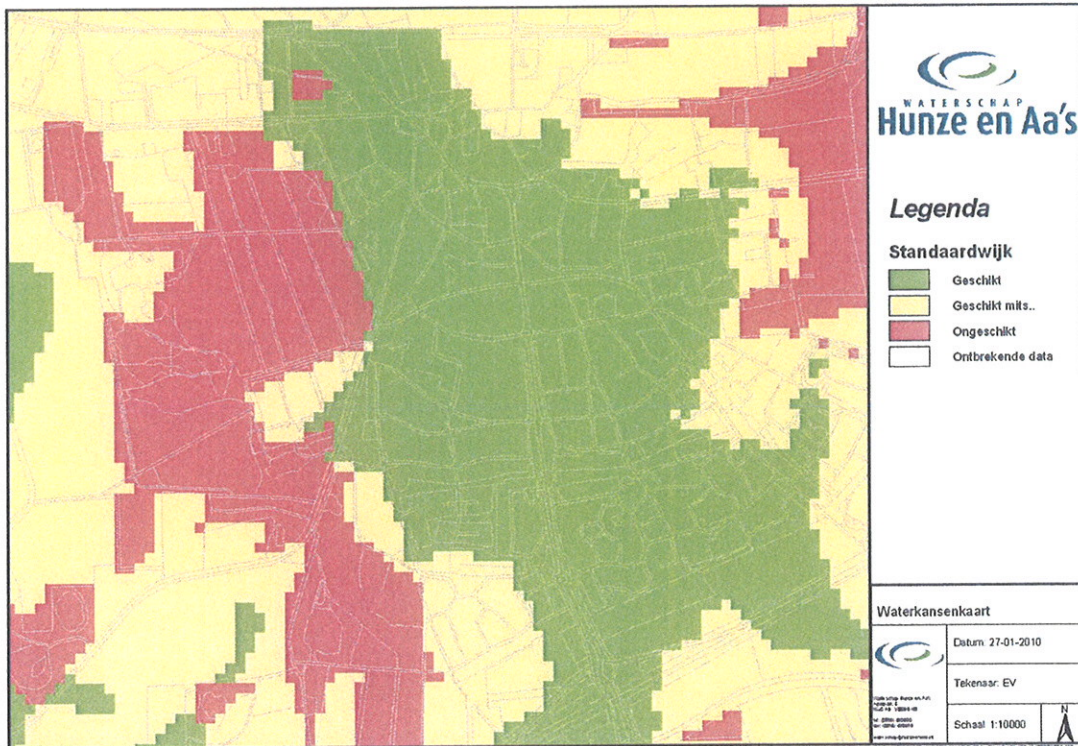 WATERSCHAP
Hunze en Aa's
Legenda
Standaardwijk
Geschikt
Geschikt mits..
Ongeschikt
Ontbrekende data
Waterkansenkaart
Datum: 27-01-2010
Tekenaar: EV
Schaal 1:10000
N